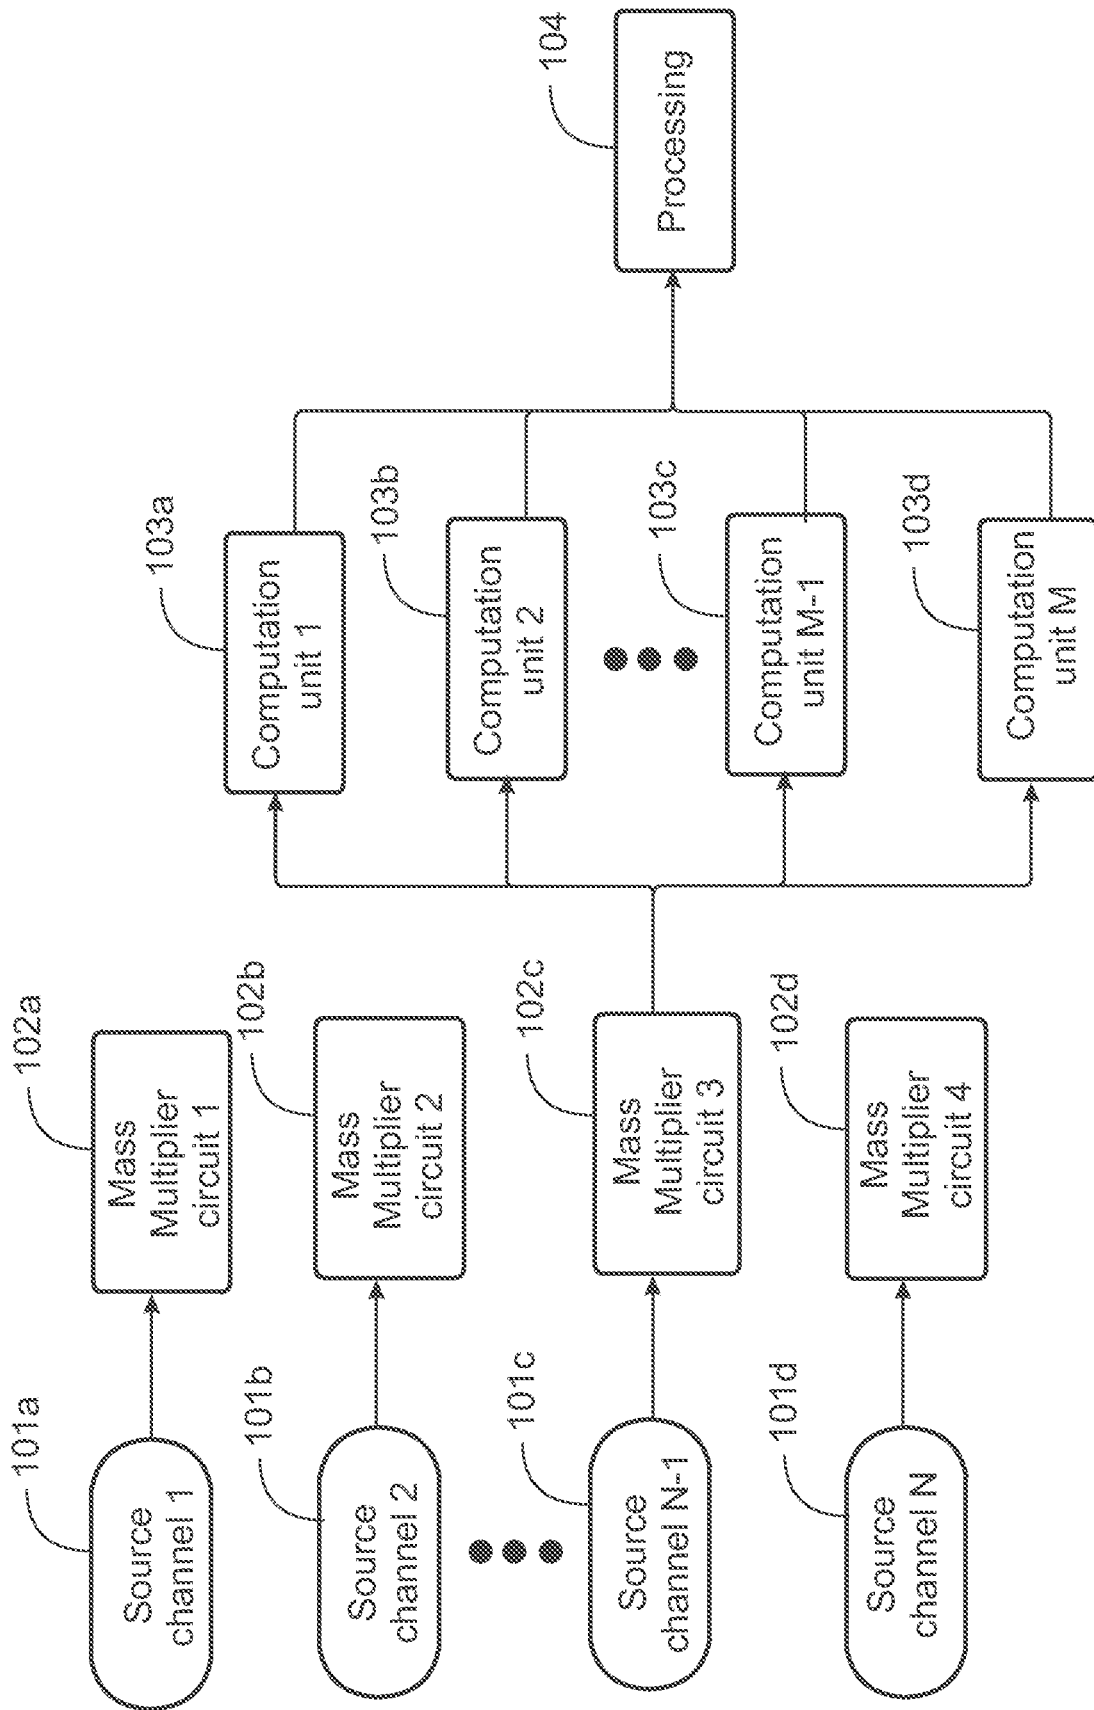 101a
Source
channel 1
102a
Mass
Multiplier
circuit 1
103a
Computation
unit 1
104
Processing
101b
Source
channel 2
102b
Mass
Multiplier
circuit 2
103b
Computation
unit 2
101c
Source
channel N-1
102c
Mass
Multiplier
circuit 3
103c
Computation
unit M-1
101d
Source
channel N
102d
Mass
Multiplier
circuit 4
103d
Computation
unit M